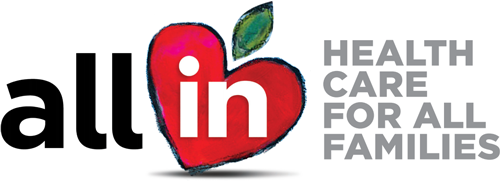 all in
HEALTH
CARE
FOR ALL
FAMILIES